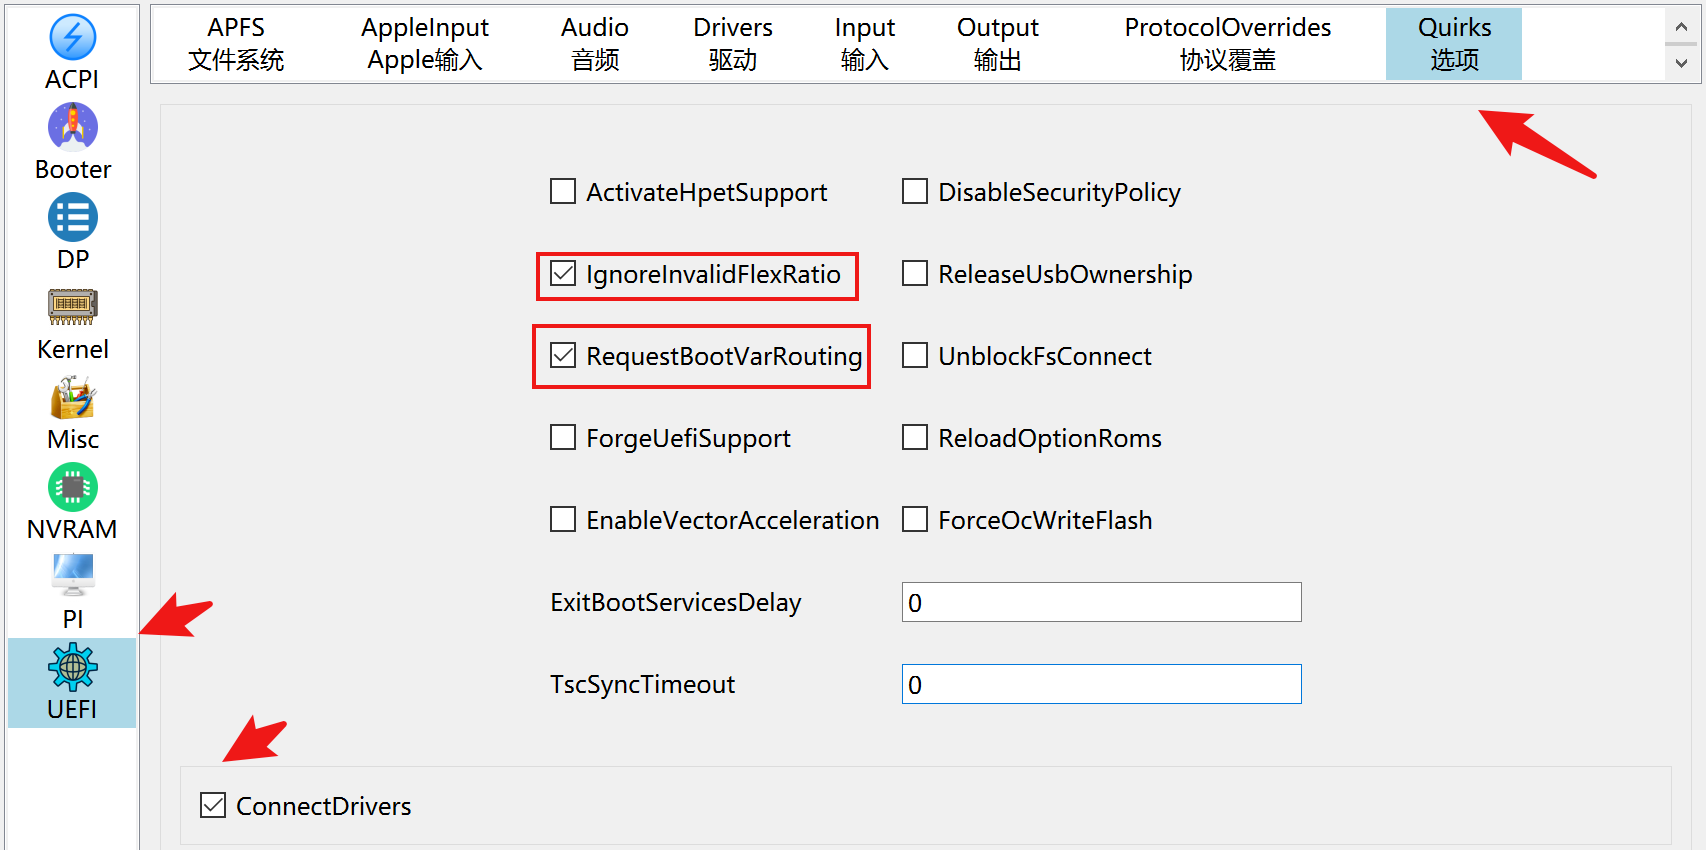 ACPI
Booter
DP
Kernel
Misc
NVRAM
PI
UEFI
APFS
文件系统
AppleInput
Apple输入
Audio
音频
Drivers
驱动
Input
输入
Output
输出
ProtocolOverrides
协议覆盖
Quirks
选项
ActivateHpetSupport
DisableSecurityPolicy
IgnoreInvalidFlexRatio
ReleaseUsbOwnership
RequestBootVarRouting
UnblockFsConnect
ForgeUefiSupport
ReloadOptionRoms
EnableVectorAcceleration
ForceOcWriteFlash
ExitBootServicesDelay
0
TscSyncTimeout
0
ConnectDrivers